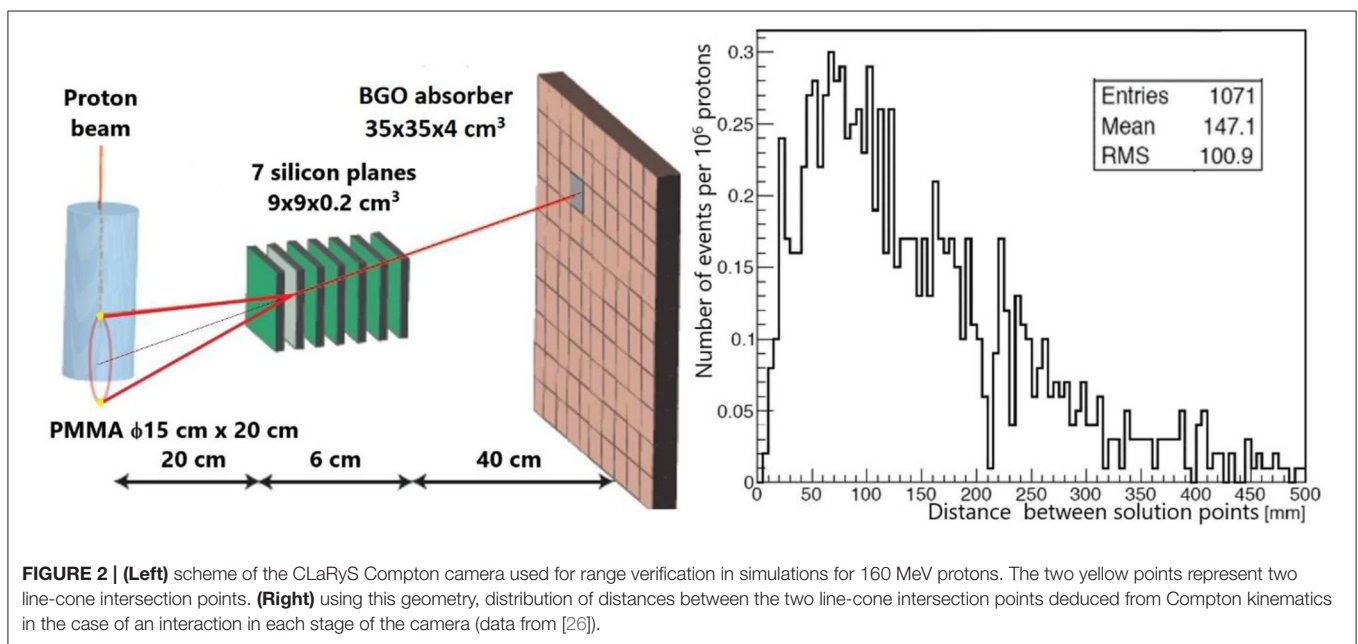 Proton
beam
BGO absorber
35x35x4 cm³
7 silicon planes
9x9x0.2 cm³
PMMA ϕ15 cm x 20 cm
20 cm
6 cm
40 cm
Number of events per 10⁶ protons
0.3
0.25
0.2
0.15
0.1
0.05
0
Entries 1071
Mean 147.1
RMS 100.9
0 50 100 150 200 250 300 350 400 450 500
Distance between solution points [mm]
FIGURE 2 | (Left) scheme of the CLaRyS Compton camera used for range verification in simulations for 160 MeV protons. The two yellow points represent two
line-cone intersection points. (Right) using this geometry, distribution of distances between the two line-cone intersection points deduced from Compton kinematics
in the case of an interaction in each stage of the camera (data from [26]).